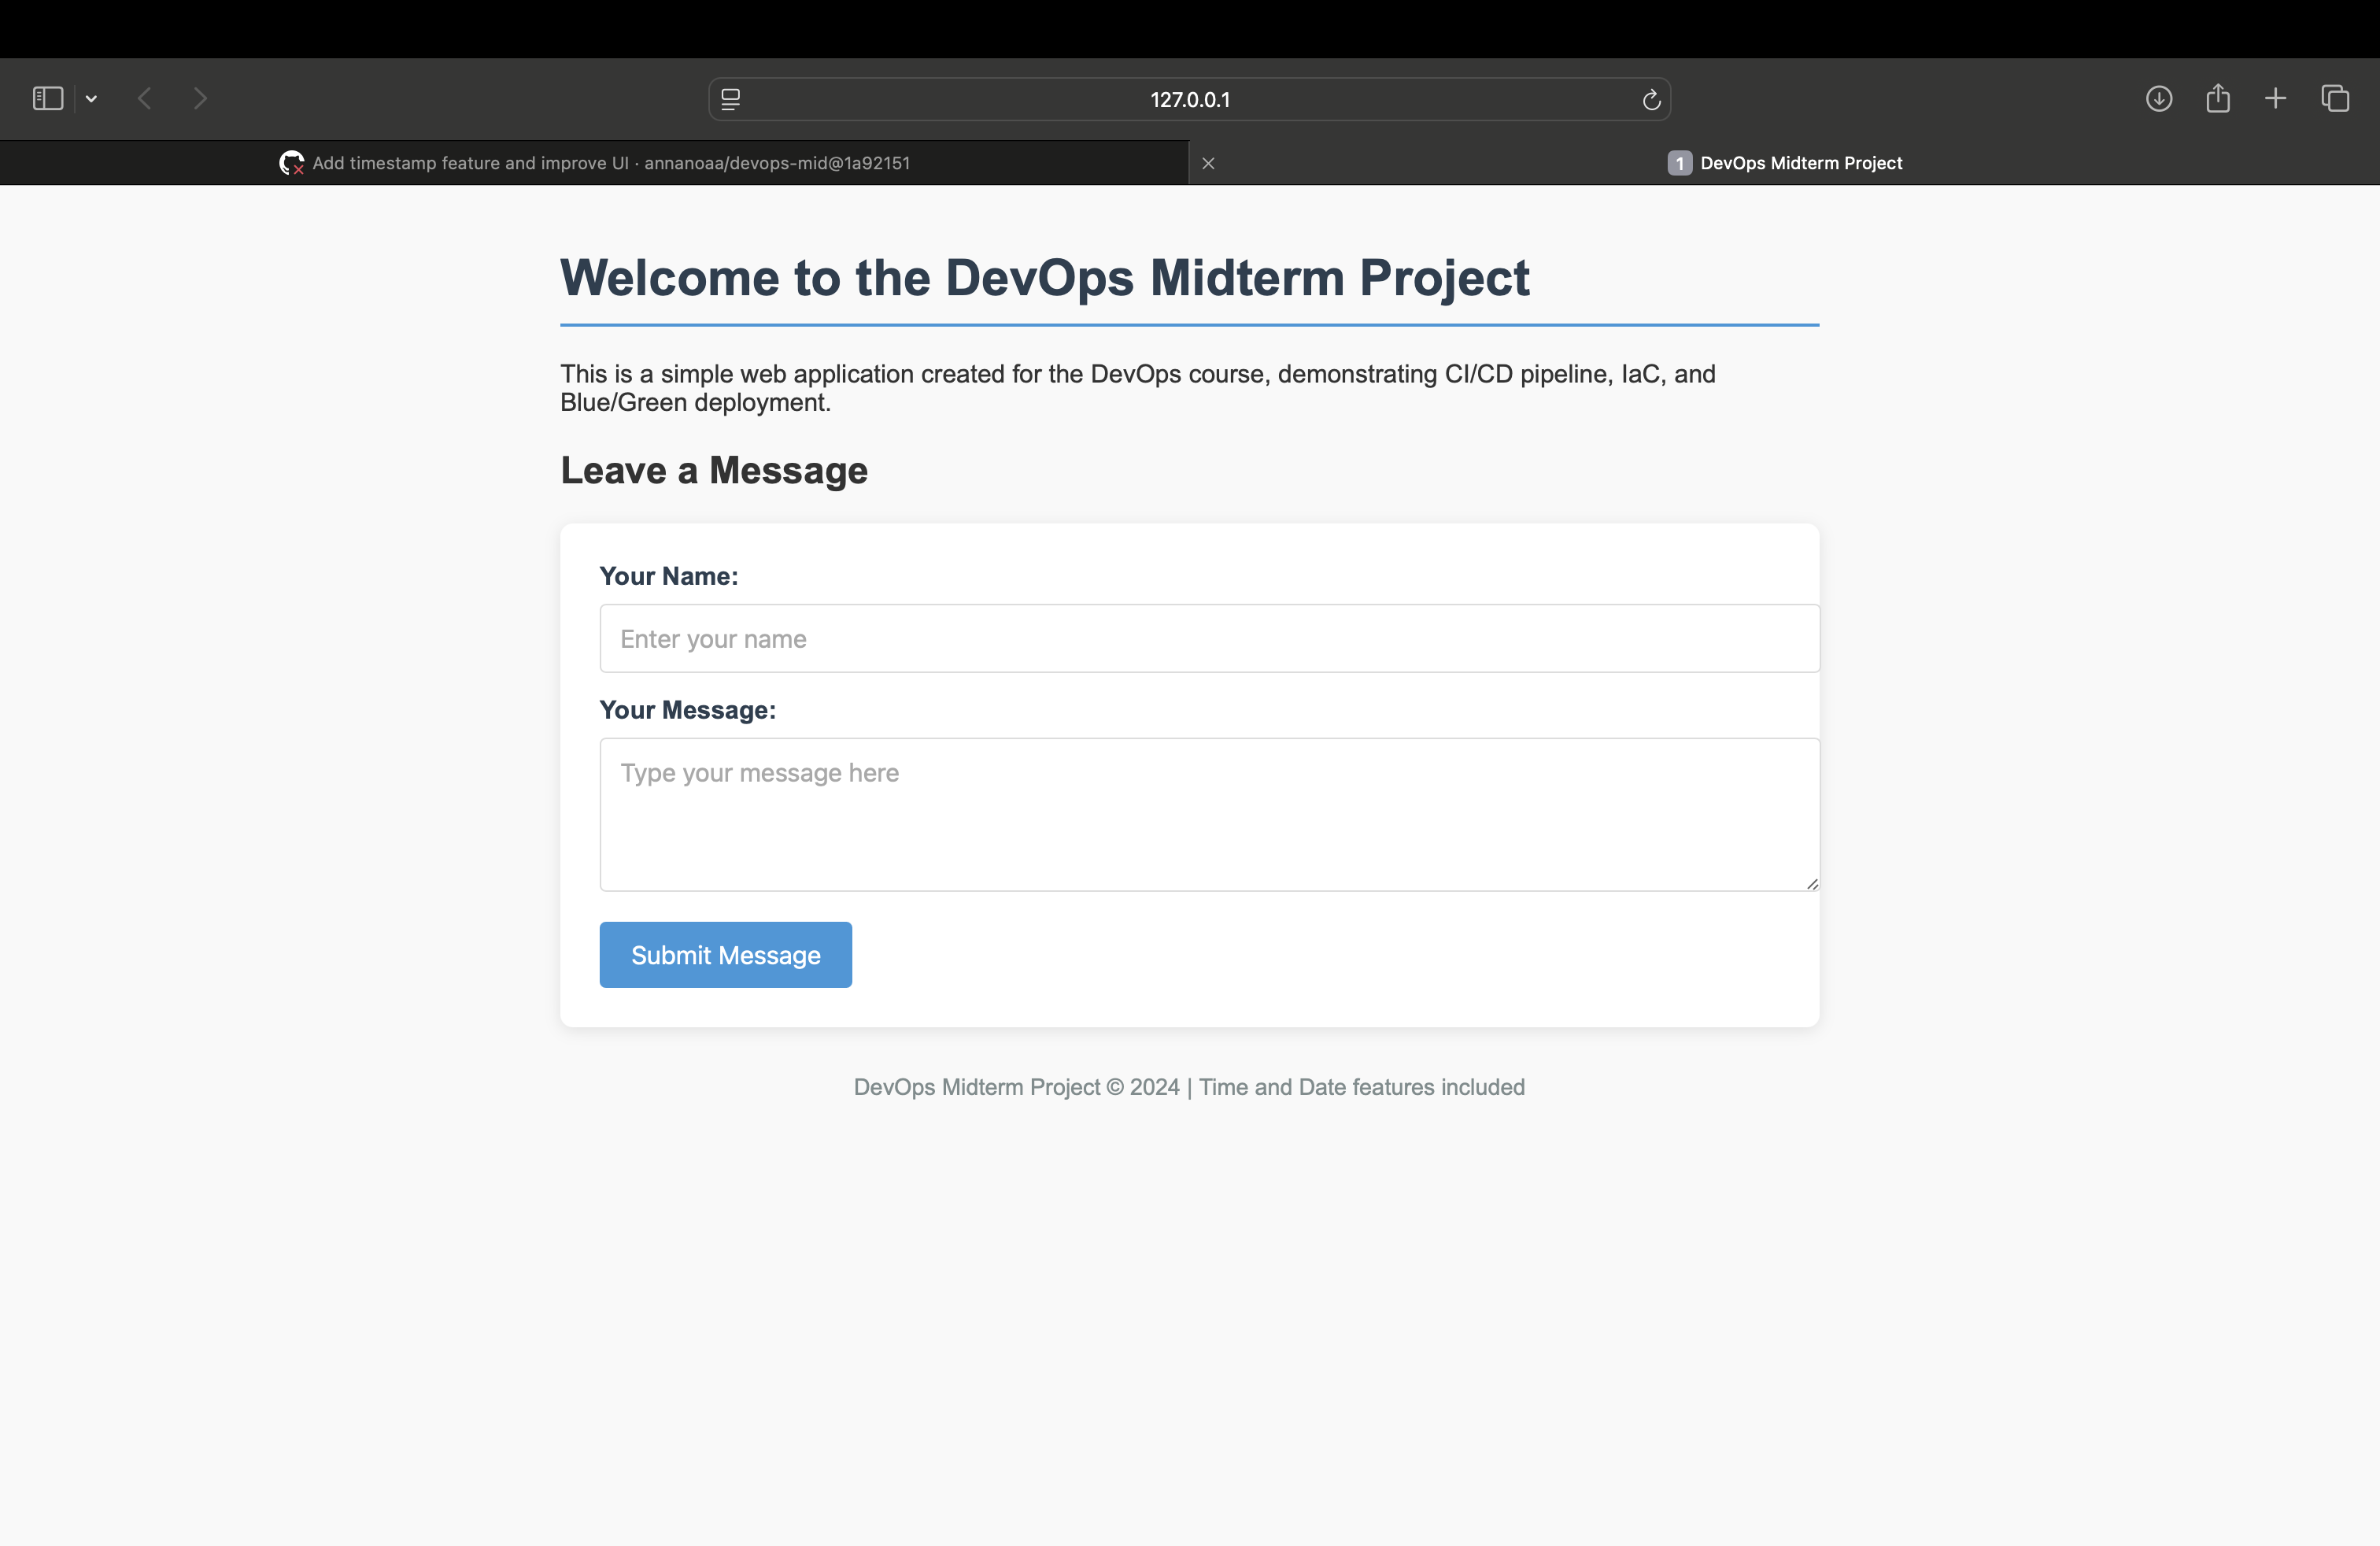 127.0.0.1
Add timestamp feature and improve UI · annanoaa/devops-mid@1a92151
1 DevOps Midterm Project
Welcome to the DevOps Midterm Project
This is a simple web application created for the DevOps course, demonstrating CI/CD pipeline, IaC, and
Blue/Green deployment.
Leave a Message
Your Name:
Enter your name
Your Message:
Type your message here
Submit Message
DevOps Midterm Project © 2024 | Time and Date features included